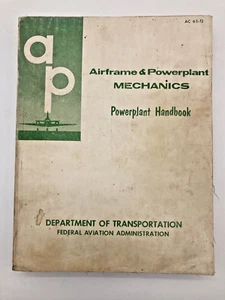 AC 65-12
ap
Airframe & Powerplant
MECHANICS
Powerplant Handbook
DEPARTMENT OF TRANSPORTATION
FEDERAL AVIATION ADMINISTRATION